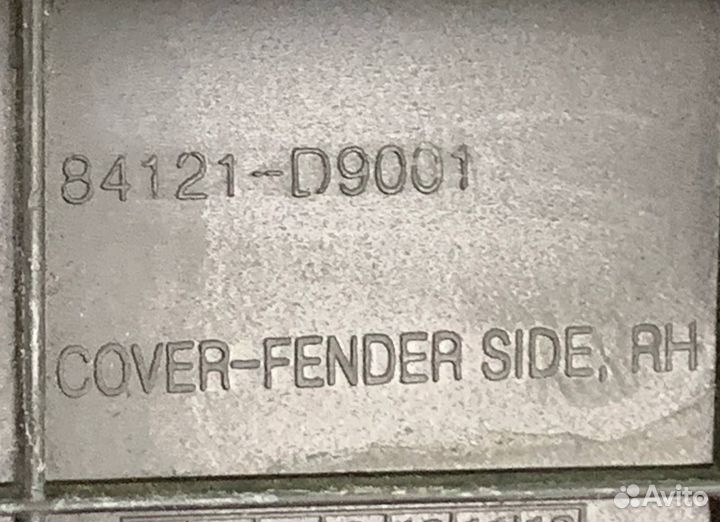 84121-D9001
COVER-FENDER SIDE, RH
Avito